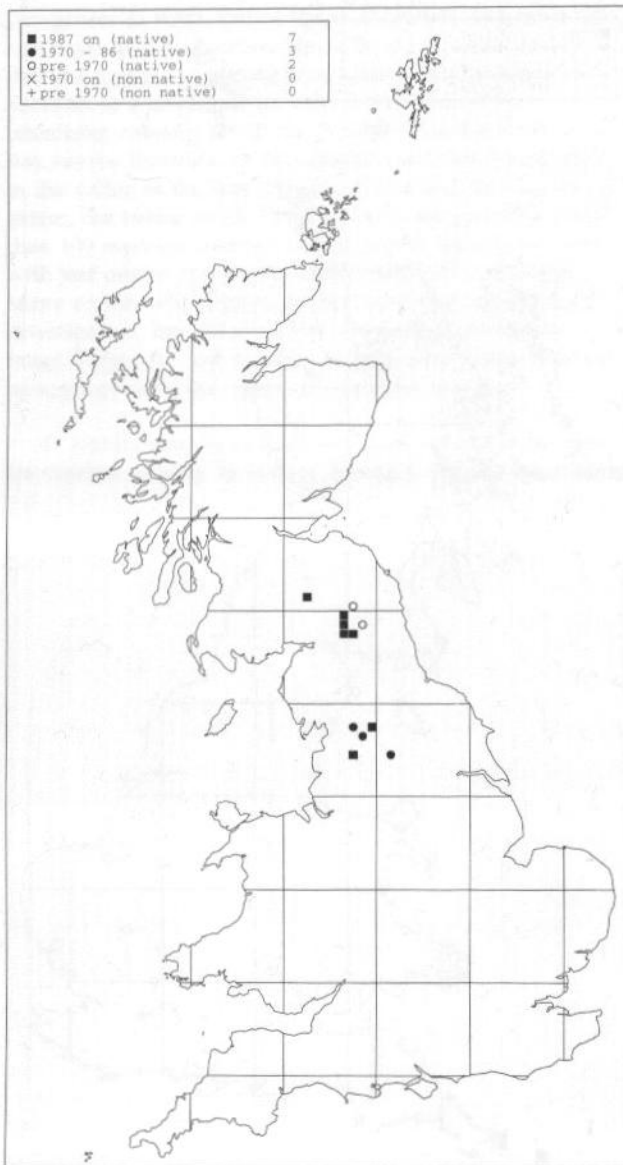 ■ 1987 on (native) 7
● 1970 - 86 (native) 3
○ pre 1970 (native) 2
× 1970 on (non native) 0
+ pre 1970 (non native) 0